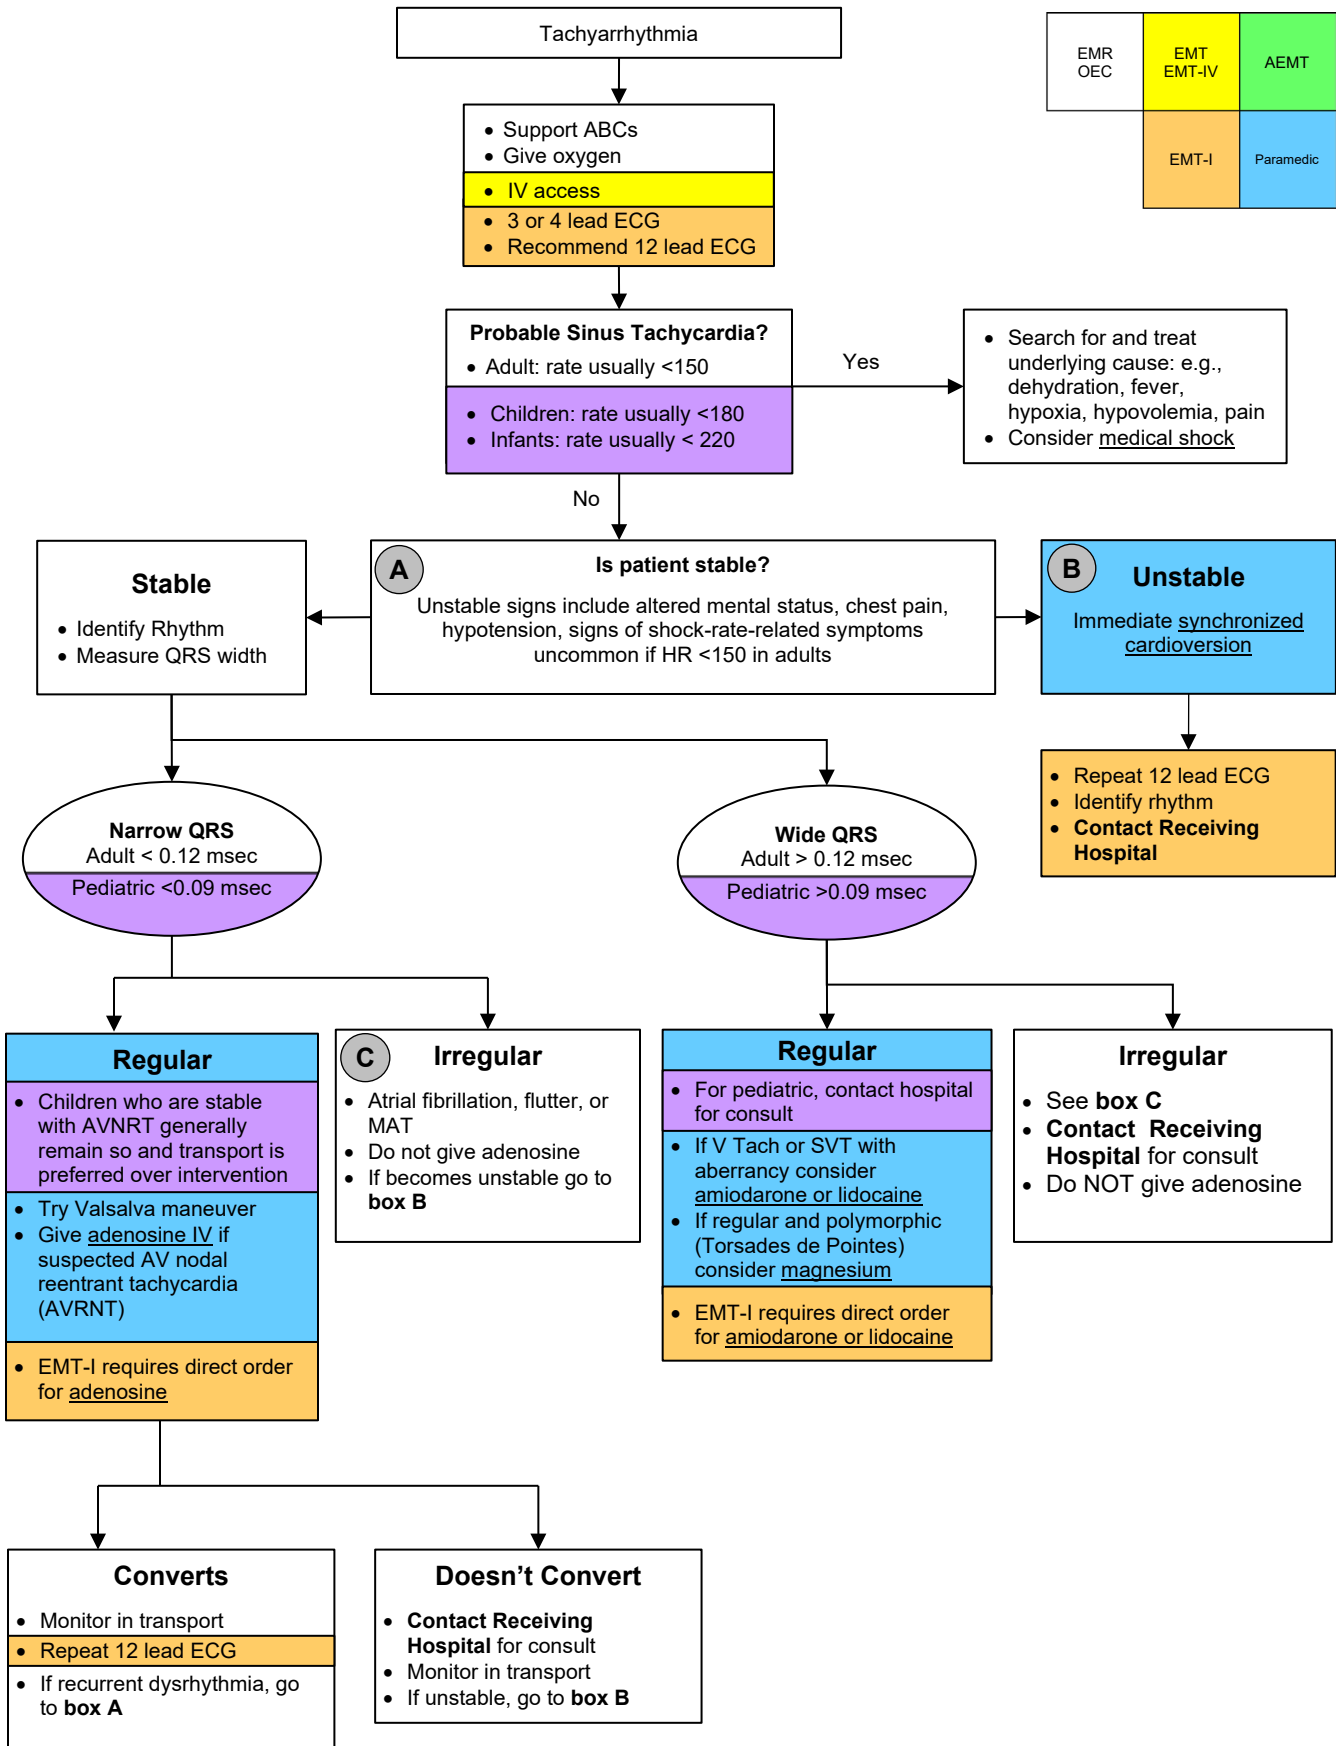 Tachyarrhythmia
EMR
OEC
EMT
EMT-IV
AEMT
EMT-I
Paramedic
• Support ABCs
• Give oxygen
• IV access
• 3 or 4 lead ECG
• Recommend 12 lead ECG
Probable Sinus Tachycardia?
• Adult: rate usually <150
• Children: rate usually <180
• Infants: rate usually < 220
Yes
• Search for and treat
underlying cause: e.g.,
dehydration, fever,
hypoxia, hypovolemia, pain
• Consider medical shock
No
Stable
• Identify Rhythm
• Measure QRS width
A
Is patient stable?
Unstable signs include altered mental status, chest pain,
hypotension, signs of shock-rate-related symptoms
uncommon if HR <150 in adults
B
Unstable
Immediate synchronized
cardioversion
• Repeat 12 lead ECG
• Identify rhythm
• Contact Receiving
Hospital
Narrow QRS
Adult < 0.12 msec
Pediatric <0.09 msec
Wide QRS
Adult > 0.12 msec
Pediatric >0.09 msec
Regular
• Children who are stable
with AVNRT generally
remain so and transport is
preferred over intervention
• Try Valsalva maneuver
• Give adenosine IV if
suspected AV nodal
reentrant tachycardia
(AVRNT)
• EMT-I requires direct order
for adenosine
C
Irregular
• Atrial fibrillation, flutter, or
MAT
• Do not give adenosine
• If becomes unstable go to
box B
Regular
• For pediatric, contact hospital
for consult
• If V Tach or SVT with
aberrancy consider
amiodarone or lidocaine
• If regular and polymorphic
(Torsades de Pointes)
consider magnesium
• EMT-I requires direct order
for amiodarone or lidocaine
Irregular
• See box C
• Contact Receiving
Hospital for consult
• Do NOT give adenosine
Converts
• Monitor in transport
• Repeat 12 lead ECG
• If recurrent dysrhythmia, go
to box A
Doesn't Convert
• Contact Receiving
Hospital for consult
• Monitor in transport
• If unstable, go to box B